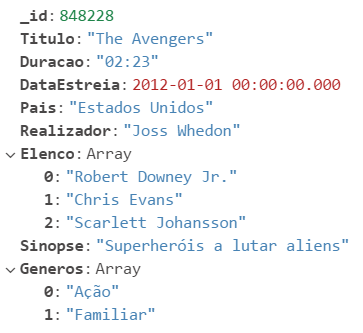 _id: 848228
Titulo: "The Avengers"
Duracao: "02:23"
DataEstreia: 2012-01-01 00:00:00.000
Pais: "Estados Unidos"
Realizador: "Joss Whedon"
Elenco: Array
0: "Robert Downey Jr."
1: "Chris Evans"
2: "Scarlett Johansson"
Sinopse: "Superheróis a lutar aliens"
Generos: Array
0: "Ação"
1: "Familiar"